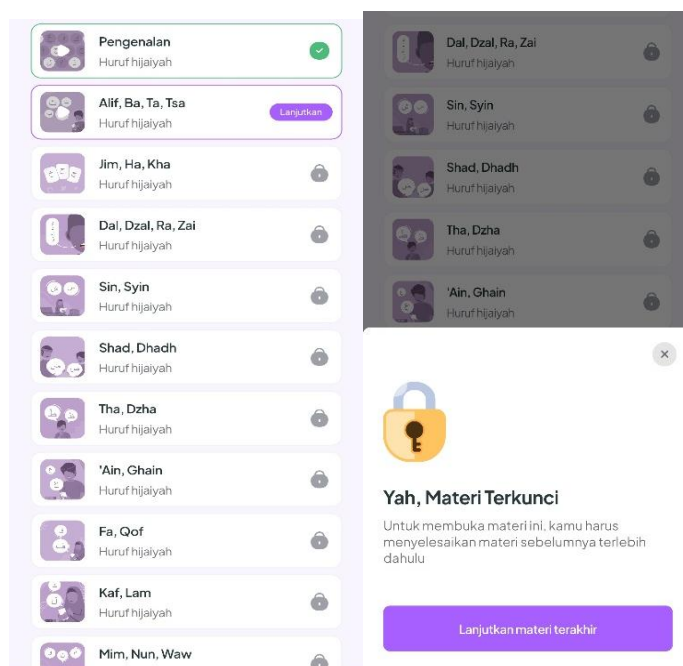 Pengenalan
Huruf hijaiyah
Alif, Ba, Ta, Tsa
Huruf hijaiyah
Lanjutkan
Jim, Ha, Kha
Huruf hijaiyah
Dal, Dzal, Ra, Zai
Huruf hijaiyah
Sin, Syin
Huruf hijaiyah
Shad, Dhadh
Huruf hijaiyah
Tha, Dzha
Huruf hijaiyah
'Ain, Ghain
Huruf hijaiyah
Fa, Qof
Huruf hijaiyah
Kaf, Lam
Huruf hijaiyah
Mim, Nun, Waw
Dal, Dzal, Ra, Zai
Huruf hijaiyah
Sin, Syin
Huruf hijaiyah
Shad, Dhadh
Huruf hijaiyah
Tha, Dzha
Huruf hijaiyah
'Ain, Ghain
Huruf hijaiyah
Yah, Materi Terkunci
Untuk membuka materi ini, kamu harus
menyelesaikan materi sebelumnya terlebih
dahulu
Lanjutkan materi terakhir